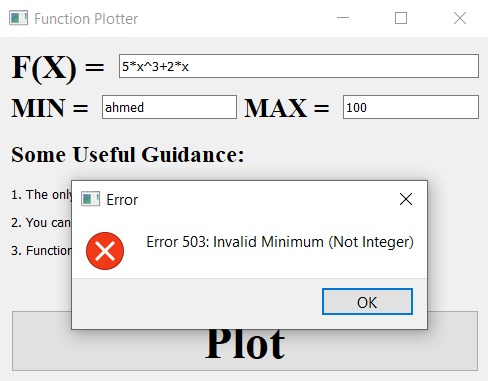 Function Plotter
F(X) = 5*x^3+2*x
MIN = ahmed MAX = 100
Some Useful Guidance:
1. The only
2. You can
3. Function
Error
Error 503: Invalid Minimum (Not Integer)
OK
Plot